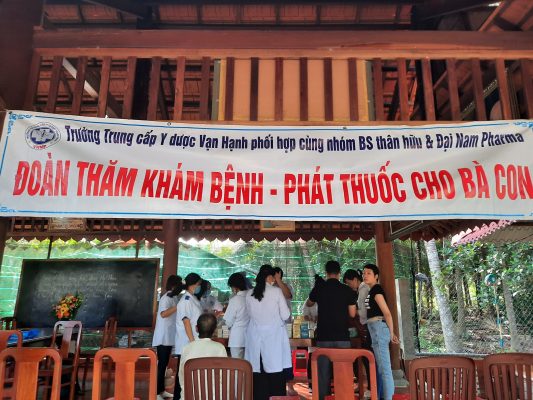 Trường Trung cấp Y dược Vạn Hạnh phối hợp cùng nhóm BS thân hữu & Đại Nam Pharma
ĐOÀN THĂM KHÁM BỆNH - PHÁT THUỐC CHO BÀ CON